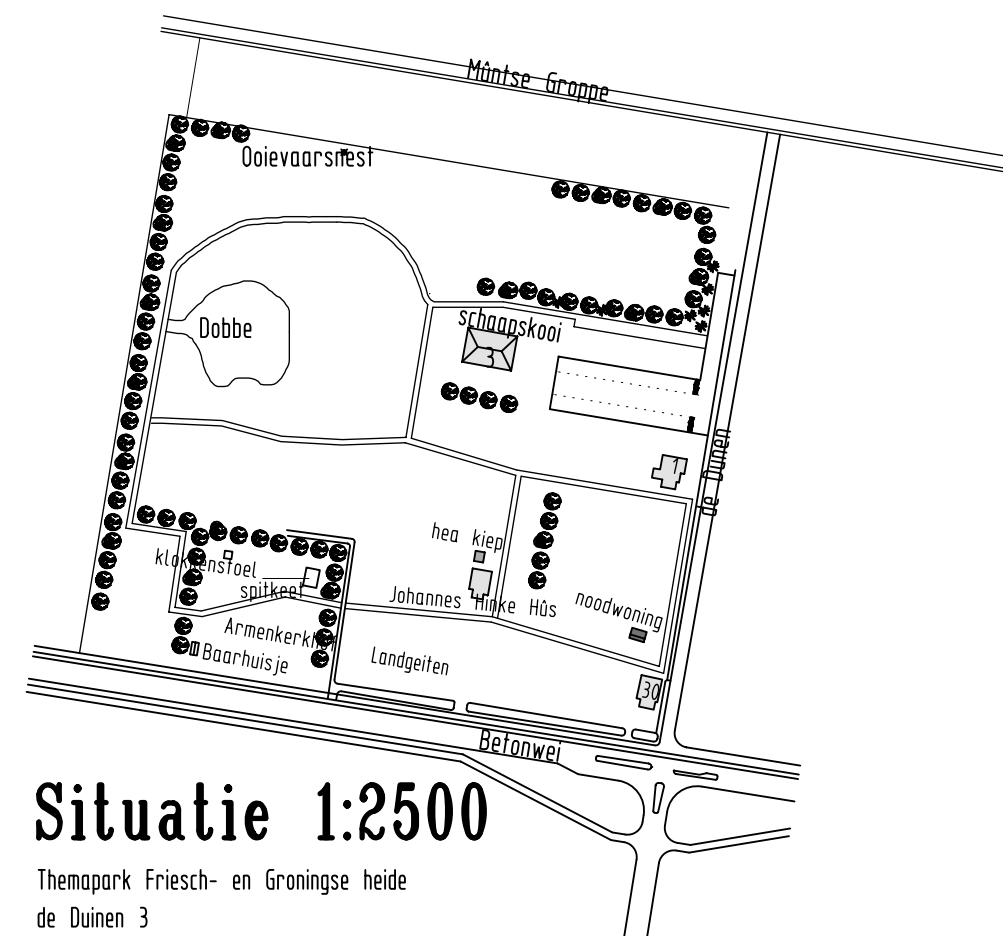 Mûntse Groppe
Ooievaarsnest
Dobbe
schaapskooi
3
1
de Duinen
hea kiep
klokkenstoel
spitkeet
Johannes Hinke Hûs
noodwoning
Armenkerkhof
Baarhuisje
Landgeiten
30
Betonwei
Situatie 1:2500
Themapark Friesch- en Groningse heide
de Duinen 3